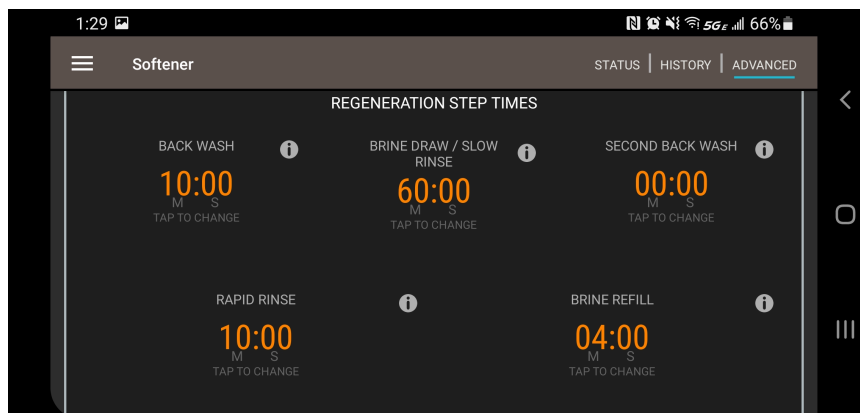 1:29 5GE 66%
Softener STATUS | HISTORY | ADVANCED
REGENERATION STEP TIMES
BACK WASH
10:00
M S
TAP TO CHANGE
BRINE DRAW / SLOW
RINSE
60:00
M S
TAP TO CHANGE
SECOND BACK WASH
00:00
M S
TAP TO CHANGE
RAPID RINSE
10:00
M S
TAP TO CHANGE
BRINE REFILL
04:00
M S
TAP TO CHANGE